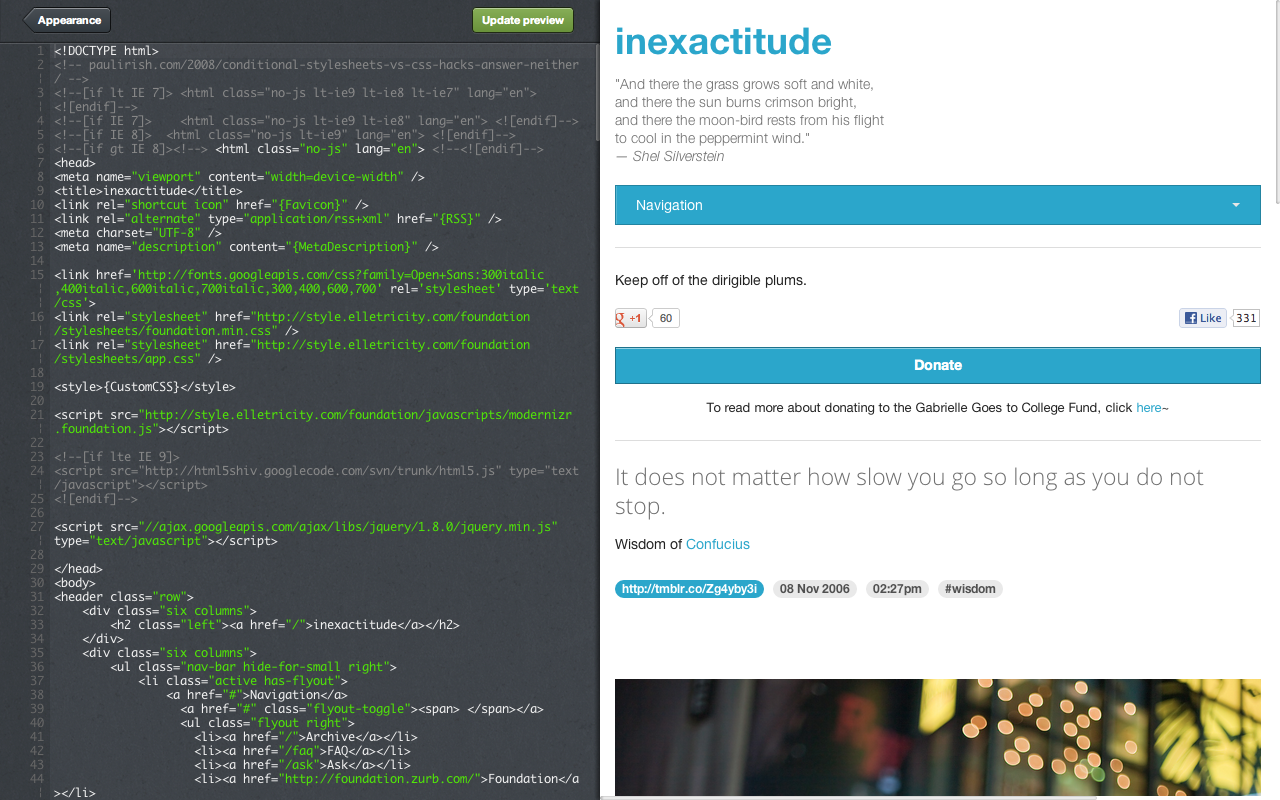 Appearance
Update preview
1 <!DOCTYPE html>
2 <!-- paulirish.com/2008/conditional-stylesheets-vs-css-hacks-answer-neither
/ -->
3 <!--[if lt IE 7]> <html class="no-js lt-ie9 lt-ie8 lt-ie7" lang="en">
<![endif]-->
4 <!--[if IE 7]>    <html class="no-js lt-ie9 lt-ie8" lang="en"> <![endif]-->
5 <!--[if IE 8]>  <html class="no-js lt-ie9" lang="en"> <![endif]-->
6 <!--[if gt IE 8]><!--> <html class="no-js" lang="en"> <!--<![endif]-->
7 <head>
8 <meta name="viewport" content="width=device-width" />
9 <title>inexactitude</title>
10 <link rel="shortcut icon" href="{Favicon}" />
11 <link rel="alternate" type="application/rss+xml" href="{RSS}" />
12 <meta charset="UTF-8" />
13 <meta name="description" content="{MetaDescription}" />
14
15 <link href='http://fonts.googleapis.com/css?family=Open+Sans:300italic
,400italic,600italic,700italic,300,400,600,700' rel='stylesheet' type='text
/css'>
16 <link rel="stylesheet" href="http://style.elletricity.com/foundation
/stylesheets/foundation.min.css" />
17 <link rel="stylesheet" href="http://style.elletricity.com/foundation
/stylesheets/app.css" />
18
19 <style>{CustomCSS}</style>
20
21 <script src="http://style.elletricity.com/foundation/javascripts/modernizr
.foundation.js"></script>
22
23 <!--[if lte IE 9]>
24 <script src="http://html5shiv.googlecode.com/svn/trunk/html5.js" type="text
/javascript"></script>
25 <![endif]-->
26
27 <script src="//ajax.googleapis.com/ajax/libs/jquery/1.8.0/jquery.min.js"
type="text/javascript"></script>
28
29 </head>
30 <body>
31 <header class="row">
32 <div class="six columns">
33 <h2 class="left"><a href="/">inexactitude</a></h2>
34 </div>
35 <div class="six columns">
36 <ul class="nav-bar hide-for-small right">
37 <li class="active has-flyout">
38 <a href="#">Navigation</a>
39 <a href="#" class="flyout-toggle"><span> </span></a>
40 <ul class="flyout right">
41 <li><a href="/">Archive</a></li>
42 <li><a href="/faq">FAQ</a></li>
43 <li><a href="/ask">Ask</a></li>
44 <li><a href="http://foundation.zurb.com/">Foundation</a
></li>
inexactitude
"And there the grass grows soft and white,
and there the sun burns crimson bright,
and there the moon-bird rests from his flight
to cool in the peppermint wind."
— Shel Silverstein
Navigation
Keep off of the dirigible plums.
g +1 60
Like 331
Donate
To read more about donating to the Gabrielle Goes to College Fund, click here~
It does not matter how slow you go so long as you do not
stop.
Wisdom of Confucius
http://tmblr.co/Zg4yby3i 08 Nov 2006 02:27pm #wisdom